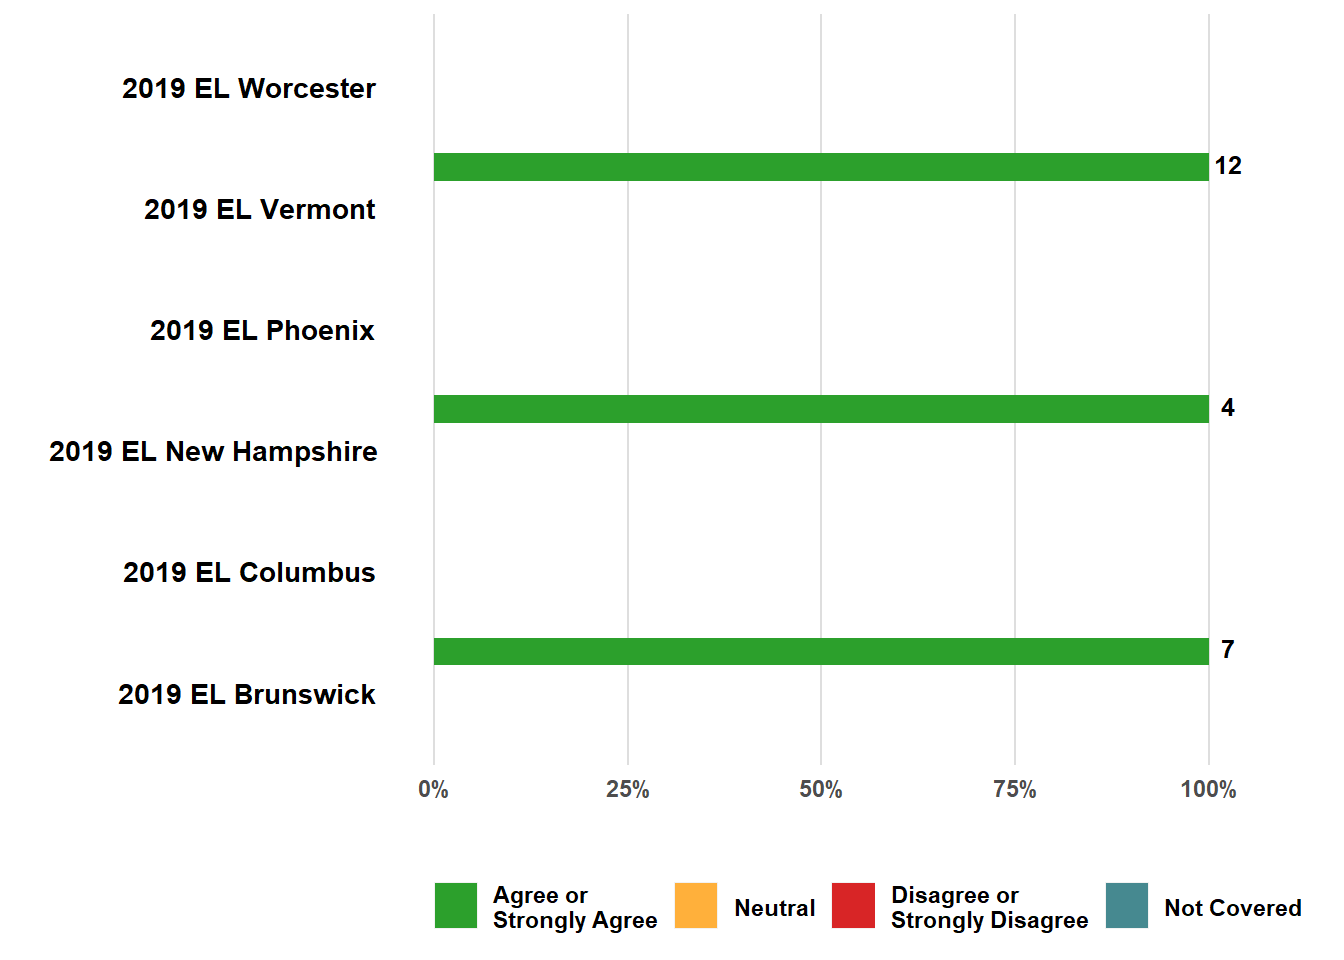 2019 EL Worcester
12
2019 EL Vermont
2019 EL Phoenix
4
2019 EL New Hampshire
2019 EL Columbus
7
2019 EL Brunswick
0% 25% 50% 75% 100%
Agree or
Strongly Agree
Neutral
Disagree or
Strongly Disagree
Not Covered